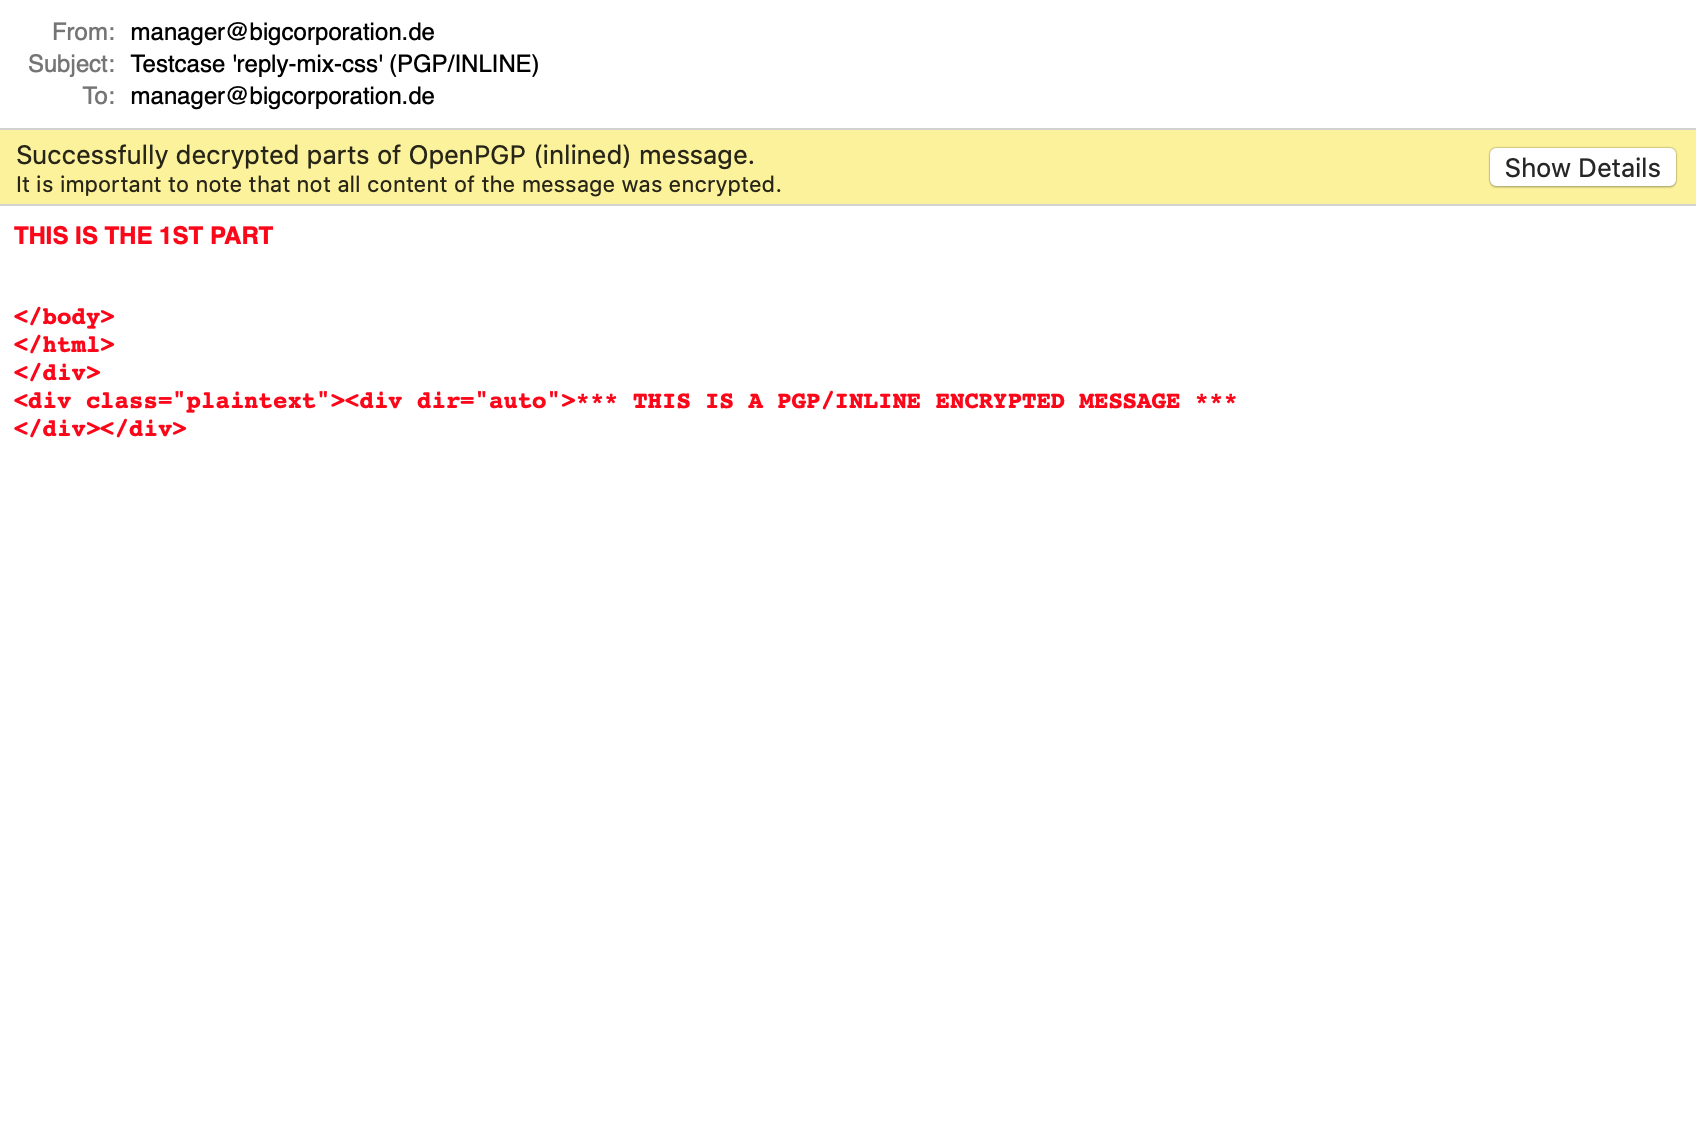 From: manager@bigcorporation.de
Subject: Testcase 'reply-mix-css' (PGP/INLINE)
To: manager@bigcorporation.de
Successfully decrypted parts of OpenPGP (inlined) message.
It is important to note that not all content of the message was encrypted.
Show Details
THIS IS THE 1ST PART
</body>
</html>
</div>
<div class="plaintext"><div dir="auto">*** THIS IS A PGP/INLINE ENCRYPTED MESSAGE ***
</div></div>